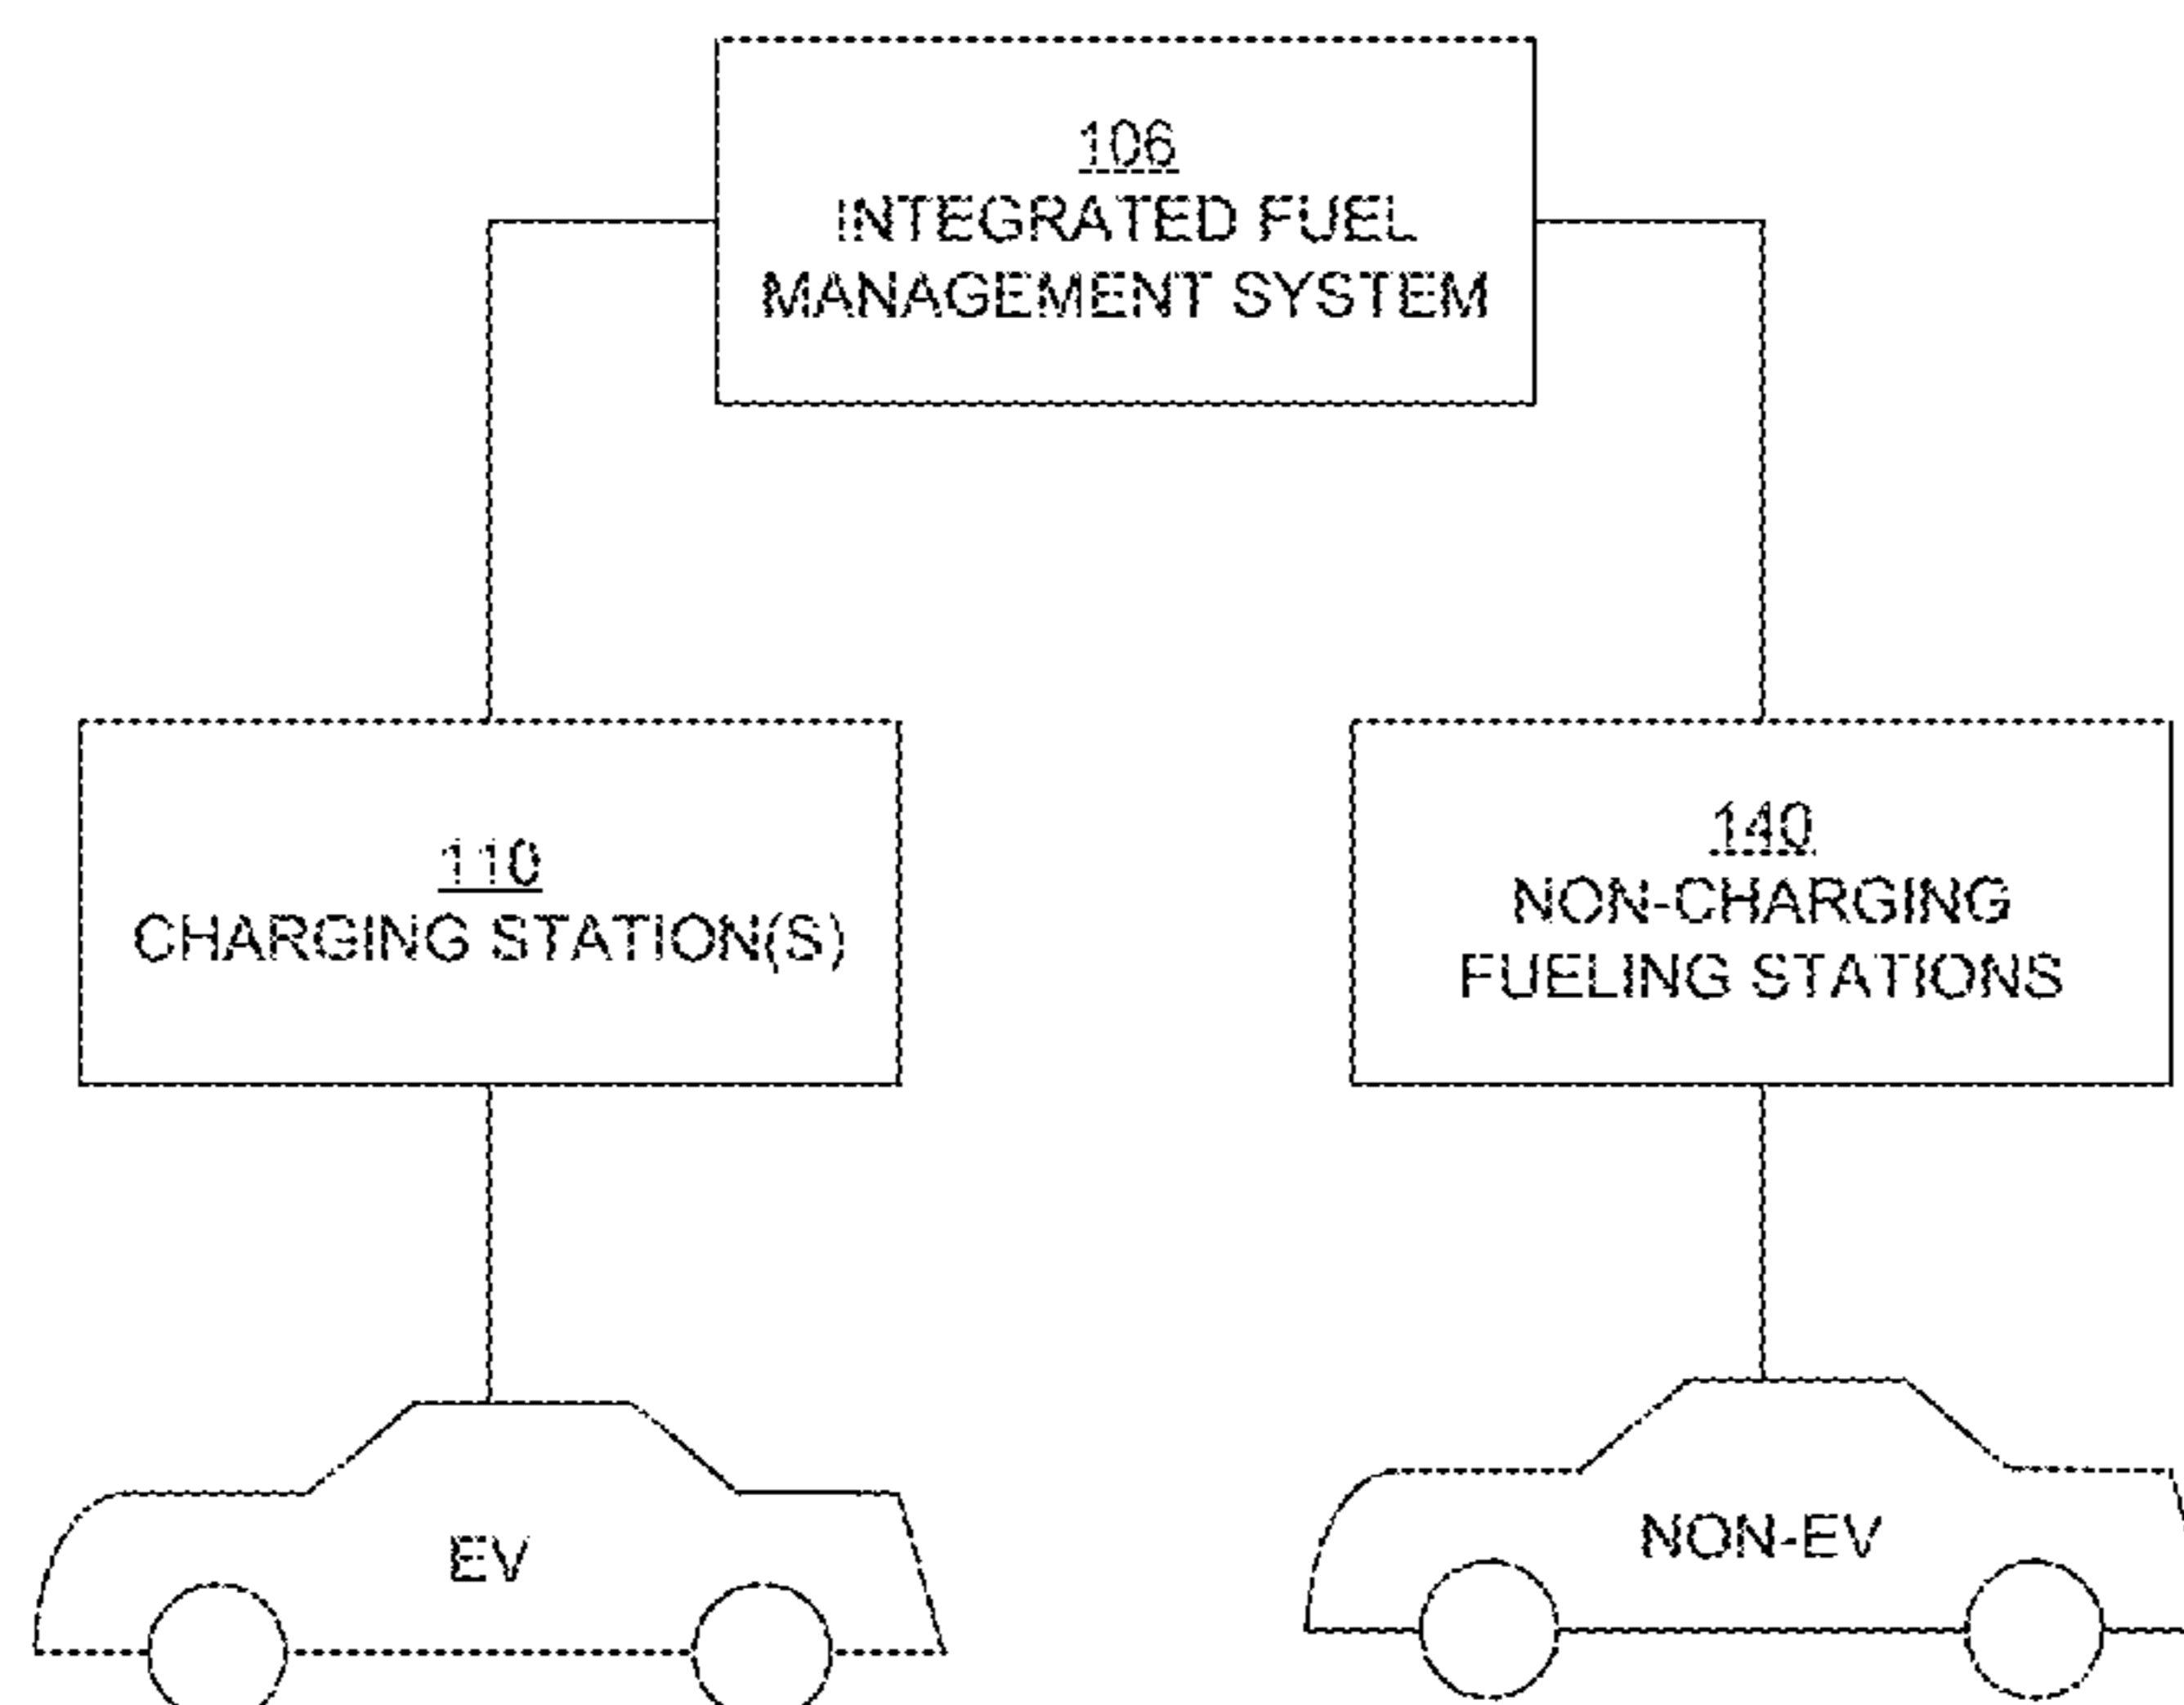 106
INTEGRATED FUEL
MANAGEMENT SYSTEM
110
CHARGING STATION(S)
140
NON-CHARGING
FUELING STATIONS
EV
NON-EV